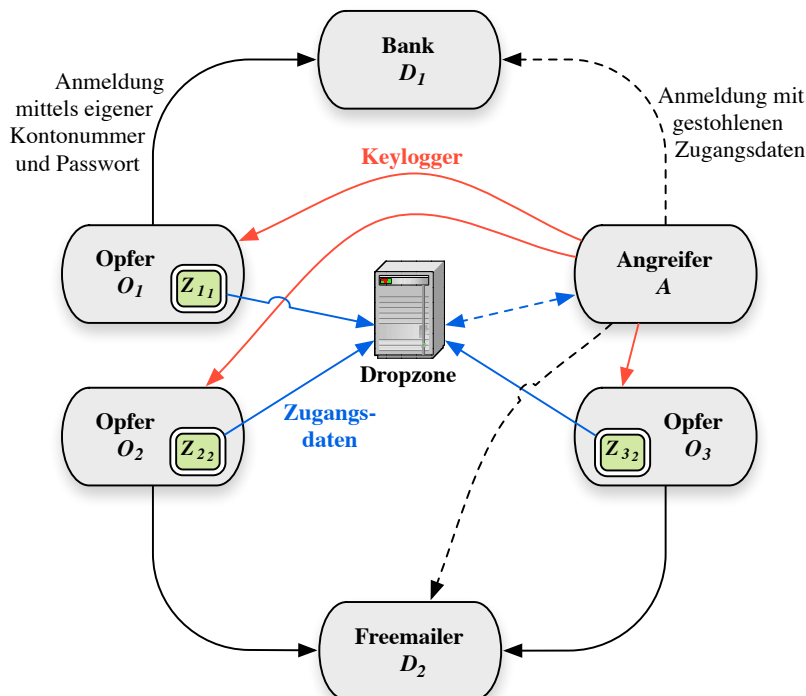 Bank
D1
Anmeldung
mittels eigener
Kontonummer
und Passwort
Anmeldung mit
gestohlenen
Zugangsdaten
Keylogger
Opfer
O1
Z11
Angreifer
A
Dropzone
Opfer
O2
Z22
Zugangs-
daten
Opfer
O3
Z32
Freemailer
D2